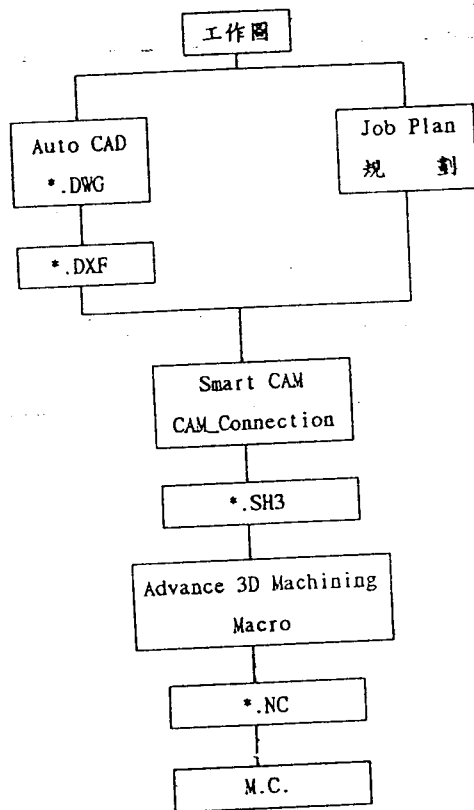 工作圖
Auto CAD
*.DWG
Job Plan
規 劃
*.DXF
Smart CAM
CAM_Connection
*.SH3
Advance 3D Machining
Macro
*.NC
M.C.